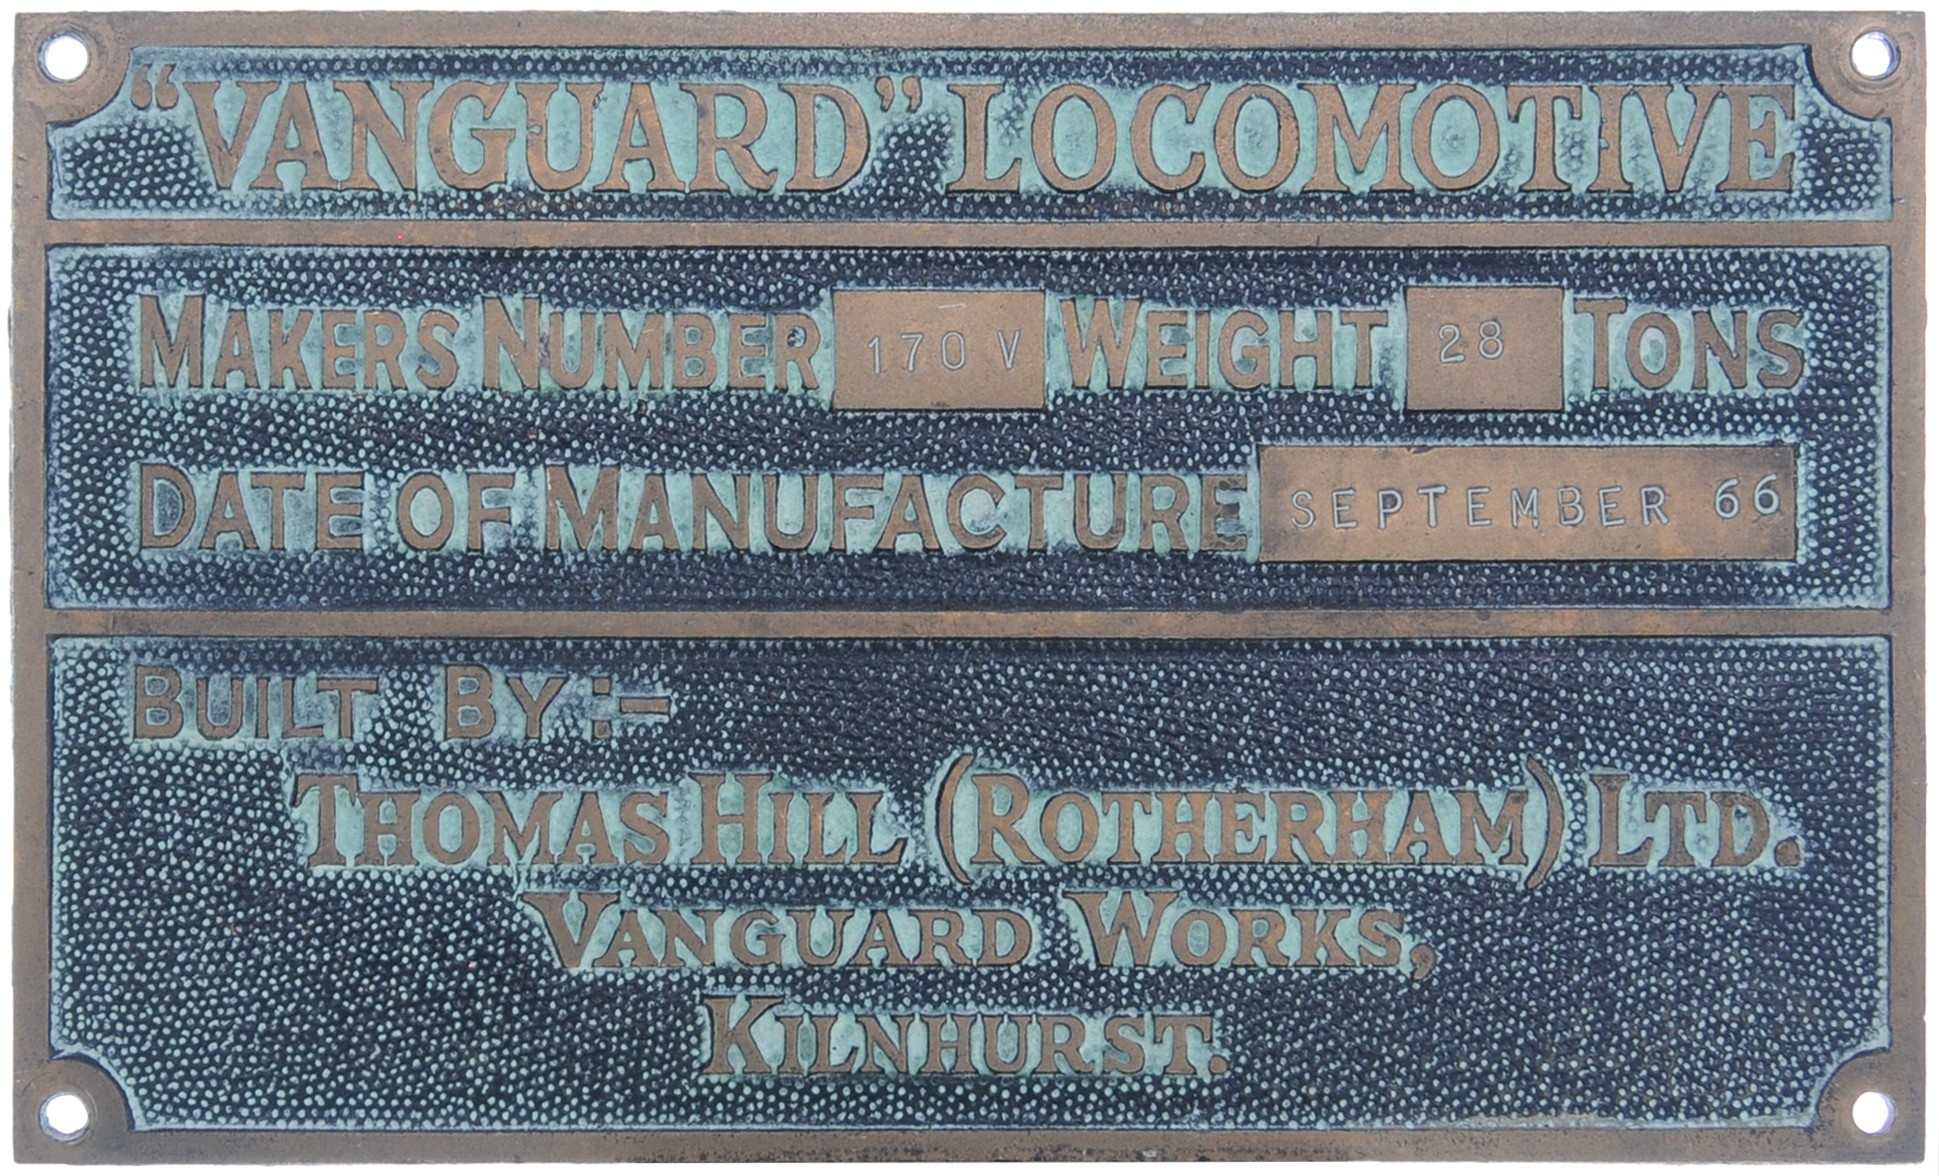 “VANGUARD” LOCOMOTIVE
MAKERS NUMBER 170 V WEIGHT 28 TONS
DATE OF MANUFACTURE SEPTEMBER 66
BUILT BY:-
THOMAS HILL (ROTHERHAM) LTD.
VANGUARD WORKS,
KILNHURST.